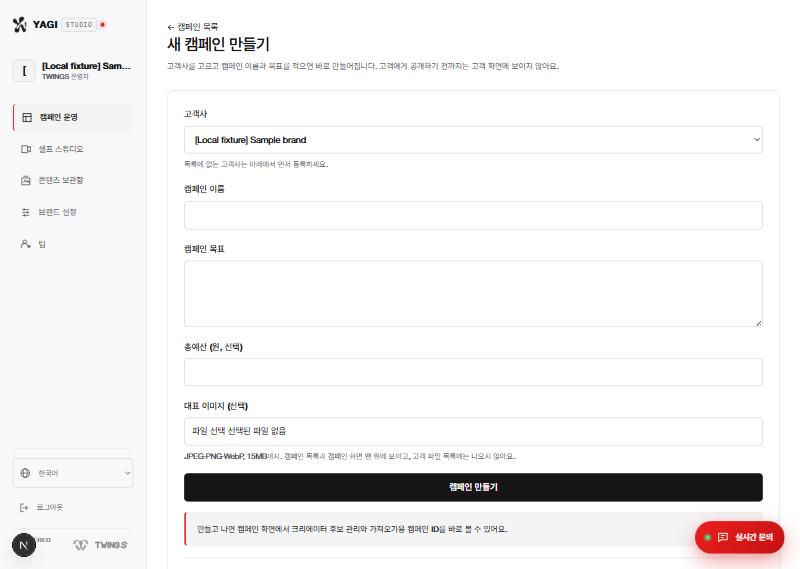 YAGI STUDIO
[
[Local fixture] Sam...
TWINGS 운영자
캠페인 운영
셀프 스튜디오
콘텐츠 보관함
브랜드 설정
팀
한국어
로그아웃
N
TWINGS
← 캠페인 목록
새 캠페인 만들기
고객사를 고르고 캠페인 이름과 목표를 적으면 바로 만들어집니다. 고객에게 공개하기 전까지는 고객 화면에 보이지 않아요.
고객사
[Local fixture] Sample brand
목록에 없는 고객사는 아래에서 먼저 등록하세요.
캠페인 이름
캠페인 목표
총예산 (원, 선택)
대표 이미지 (선택)
파일 선택 선택된 파일 없음
JPEG·PNG·WebP, 15MB까지. 캠페인 목록과 캠페인 화면 맨 위에 보이고, 고객 파일 목록에는 나오지 않아요.
캠페인 만들기
만들고 나면 캠페인 화면에서 크리에이터 후보 관리와 가져오기용 캠페인 ID를 바로 볼 수 있어요.
실시간 문의